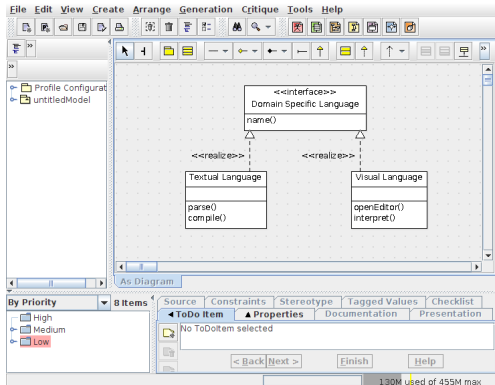 File Edit View Create Arrange Generation Critique Tools Help
Profile Configurat
untitledModel
<<interface>>
Domain Specific Language
name()
<<realize>> <<realize>>
Textual Language Visual Language
parse() openEditor()
compile() interpret()
As Diagram
By Priority 8 Items
High
Medium
Low
Source Constraints Stereotype Tagged Values Checklist
ToDo Item Properties Documentation Presentation
No ToDoItem selected
< Back Next > Finish Help
130M used of 455M max